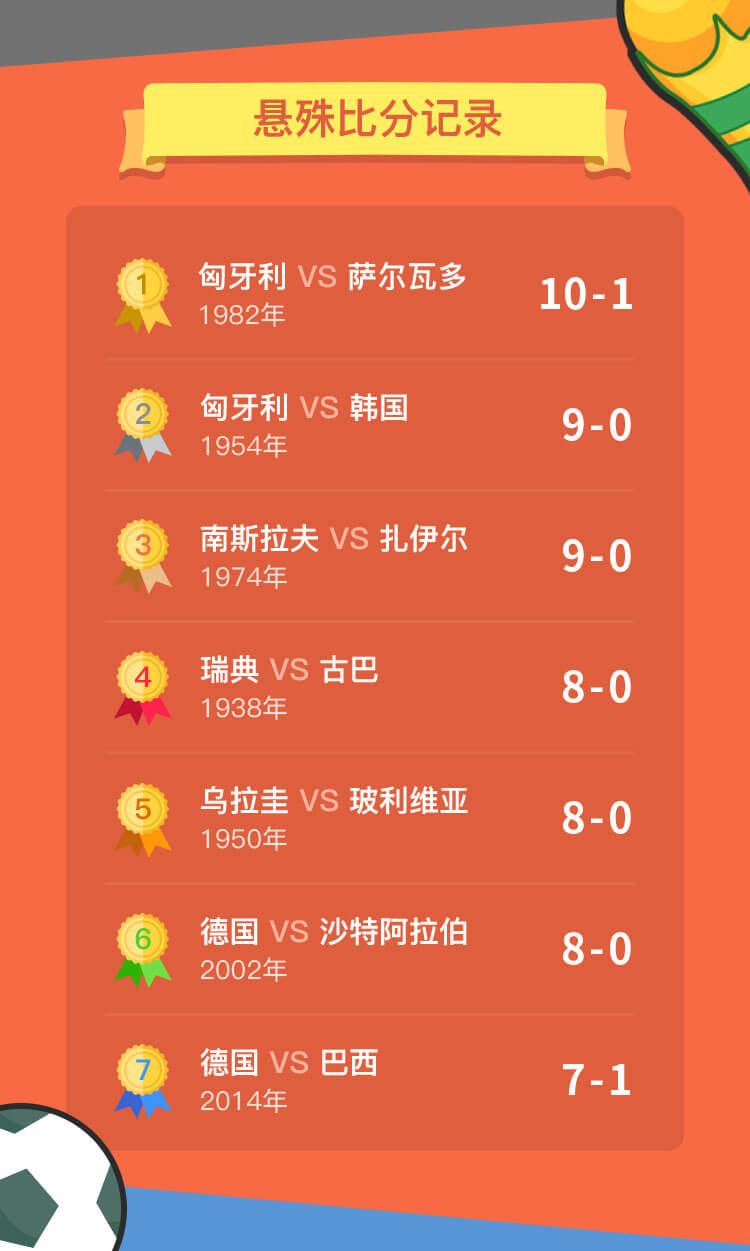 悬殊比分记录
1
匈牙利 VS 萨尔瓦多
1982年
10-1
2
匈牙利 VS 韩国
1954年
9-0
3
南斯拉夫 VS 扎伊尔
1974年
9-0
4
瑞典 VS 古巴
1938年
8-0
5
乌拉圭 VS 玻利维亚
1950年
8-0
6
德国 VS 沙特阿拉伯
2002年
8-0
7
德国 VS 巴西
2014年
7-1